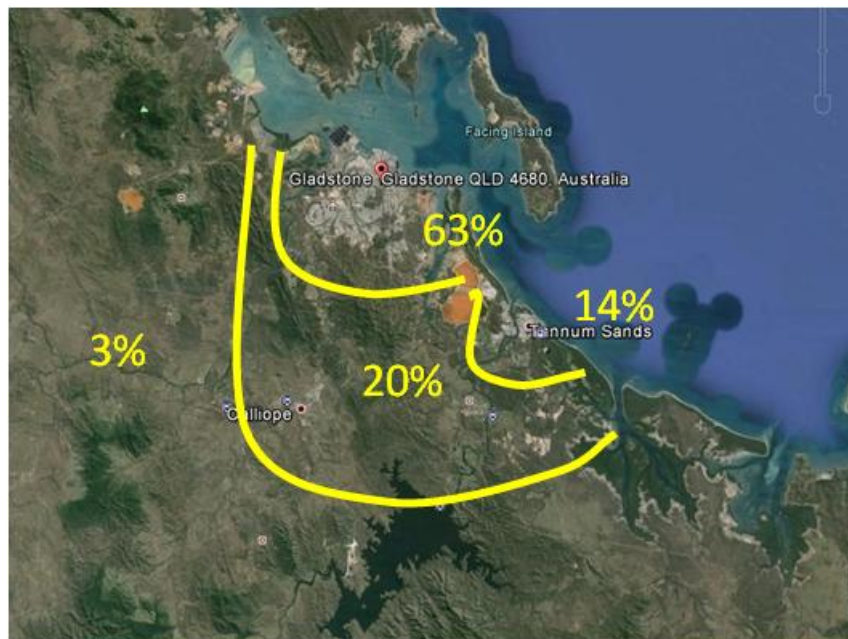 Facing Island
Gladstone Gladstone QLD 4680, Australia
63%
14%
Tannum Sands
3%
20%
Calliope